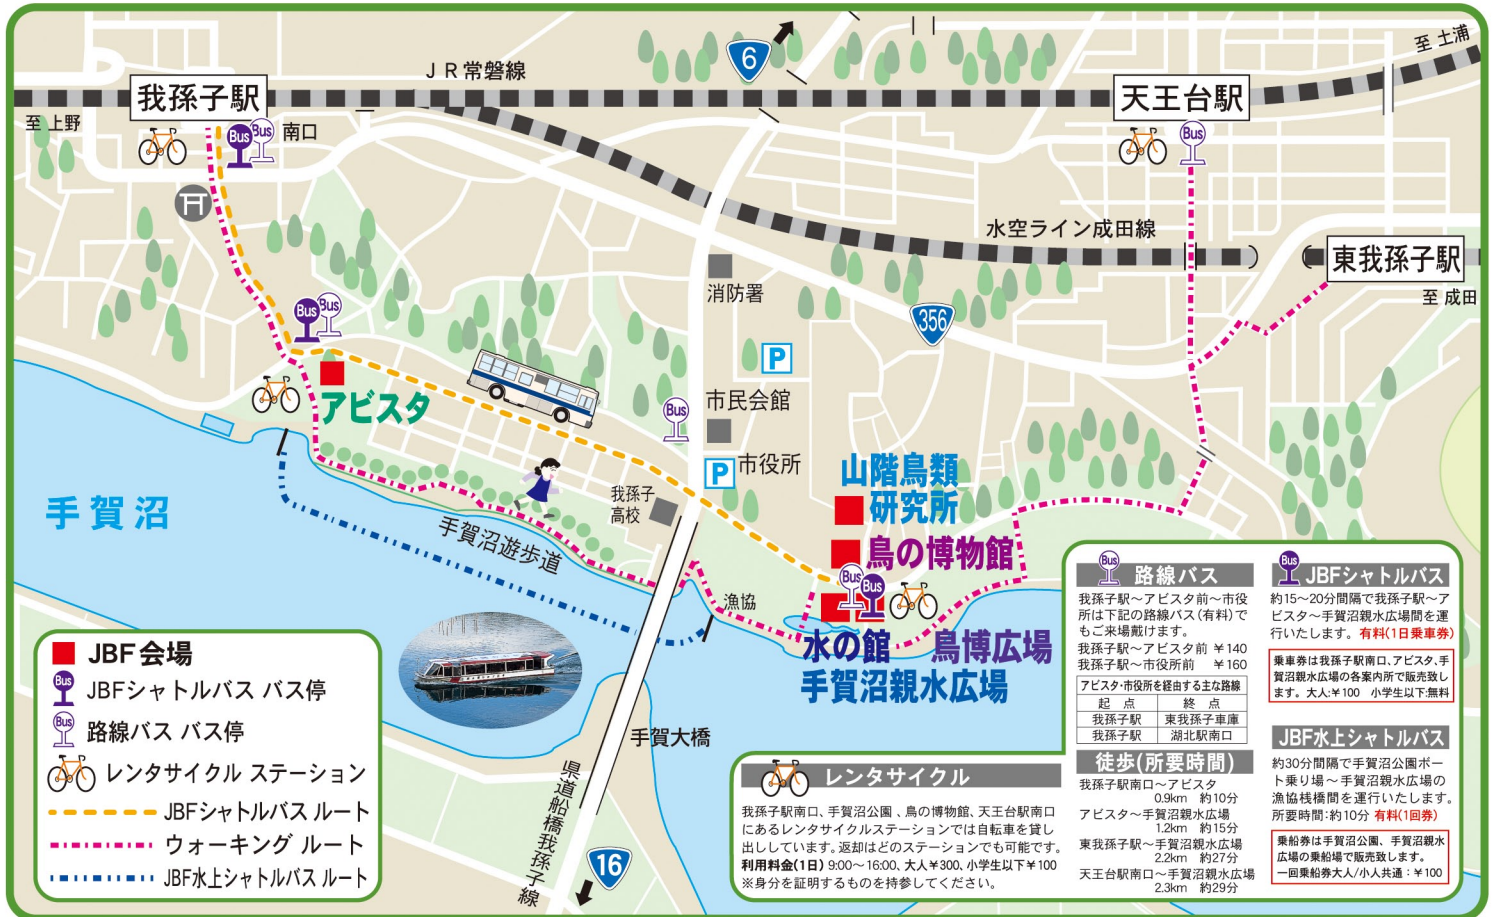 6
至 土浦
JR常磐線
我孫子駅
天王台駅
至 上野
Bus
Bus
南口
Bus
水空ライン成田線
東我孫子駅
至 成田
消防署
356
Bus
Bus
P
アビスタ
Bus
市民会館
P
市役所
山階鳥類
研究所
我孫子
高校
手賀沼
手賀沼遊歩道
鳥の博物館
Bus
Bus
漁協
水の館
鳥博広場
手賀沼親水広場
手賀大橋
県道船橋我孫子線
16
JBF会場
Bus
JBFシャトルバス バス停
Bus
路線バス バス停
レンタサイクル ステーション
JBFシャトルバス ルート
ウォーキング ルート
JBF水上シャトルバス ルート
レンタサイクル
我孫子駅南口、手賀沼公園、鳥の博物館、天王台駅南口
にあるレンタサイクルステーションでは自転車を貸し
出ししています。返却はどのステーションでも可能です。
利用料金(1日) 9:00〜16:00、大人¥300、小学生以下¥100
※身分を証明するものを持参してください。
Bus
路線バス
我孫子駅〜アビスタ前〜市役
所は下記の路線バス(有料)で
もご来場戴けます。
我孫子駅〜アビスタ前 ¥140
我孫子駅〜市役所前 ¥160
アビスタ・市役所を経由する主な路線
起 点 終 点
我孫子駅 東我孫子車庫
我孫子駅 湖北駅南口
徒歩(所要時間)
我孫子駅南口〜アビスタ
0.9km 約10分
アビスタ〜手賀沼親水広場
1.2km 約15分
東我孫子駅〜手賀沼親水広場
2.2km 約27分
天王台駅南口〜手賀沼親水広場
2.3km 約29分
Bus
JBFシャトルバス
約15〜20分間隔で我孫子駅〜ア
ビスタ〜手賀沼親水広場間を運
行いたします。有料(1日乗車券)
乗車券は我孫子駅南口、アビスタ、手
賀沼親水広場の各案内所で販売致し
ます。大人:¥100 小学生以下:無料
JBF水上シャトルバス
約30分間隔で手賀沼公園ボー
ト乗り場〜手賀沼親水広場の
漁協桟橋間を運行いたします。
所要時間:約10分 有料(1回券)
乗船券は手賀沼公園、手賀沼親水
広場の乗船場で販売致します。
一回乗船券大人/小人共通：¥100